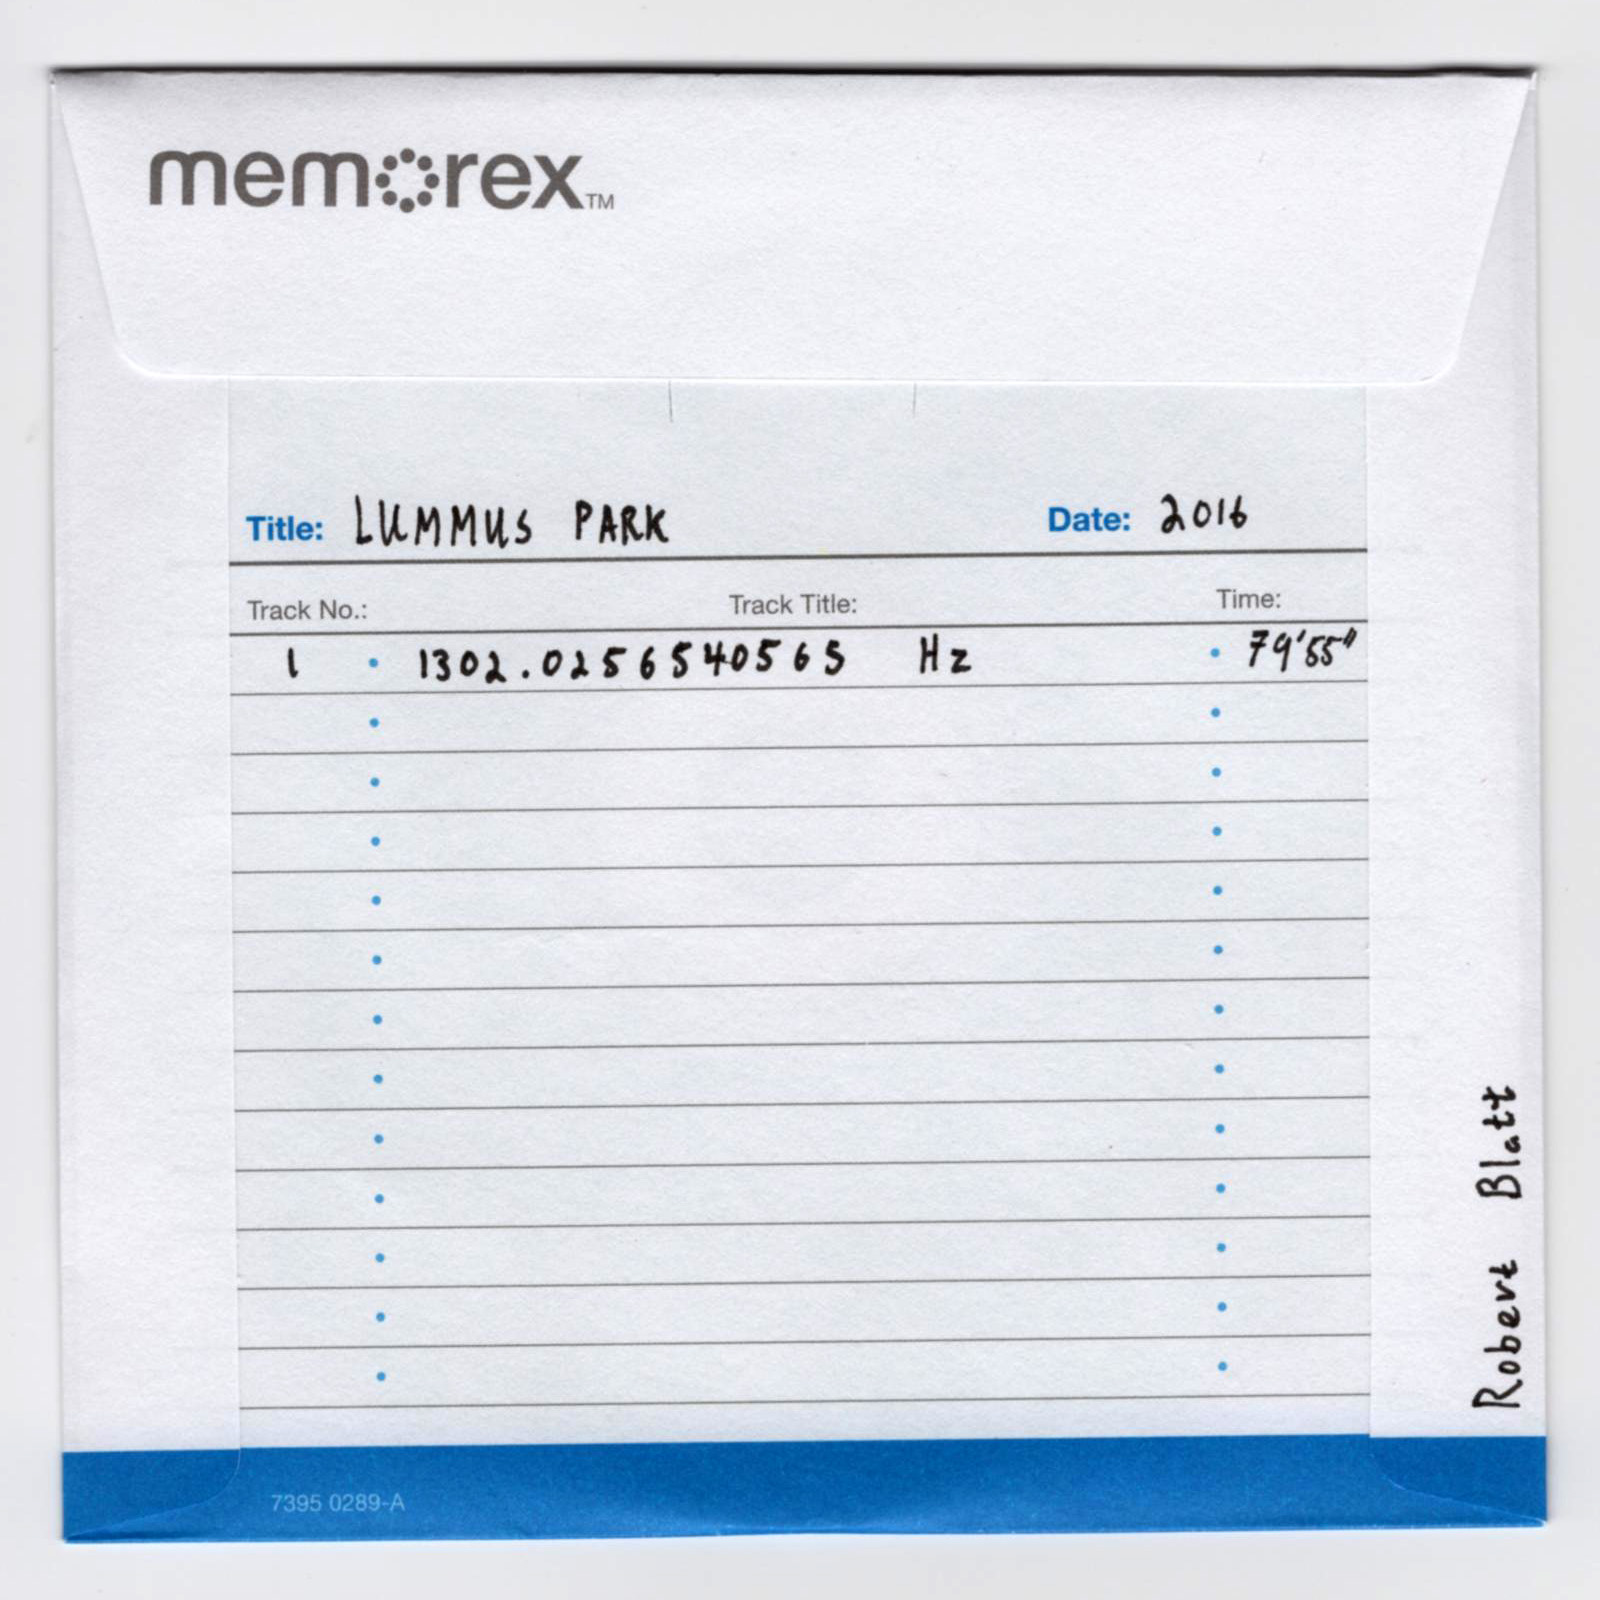 memorex™
Title: LUMMUS PARK Date: 2016
Track No.: Track Title: Time:
1 • 1302.0256540565 Hz • 79'55"
Robert Blatt
7395 0289-A